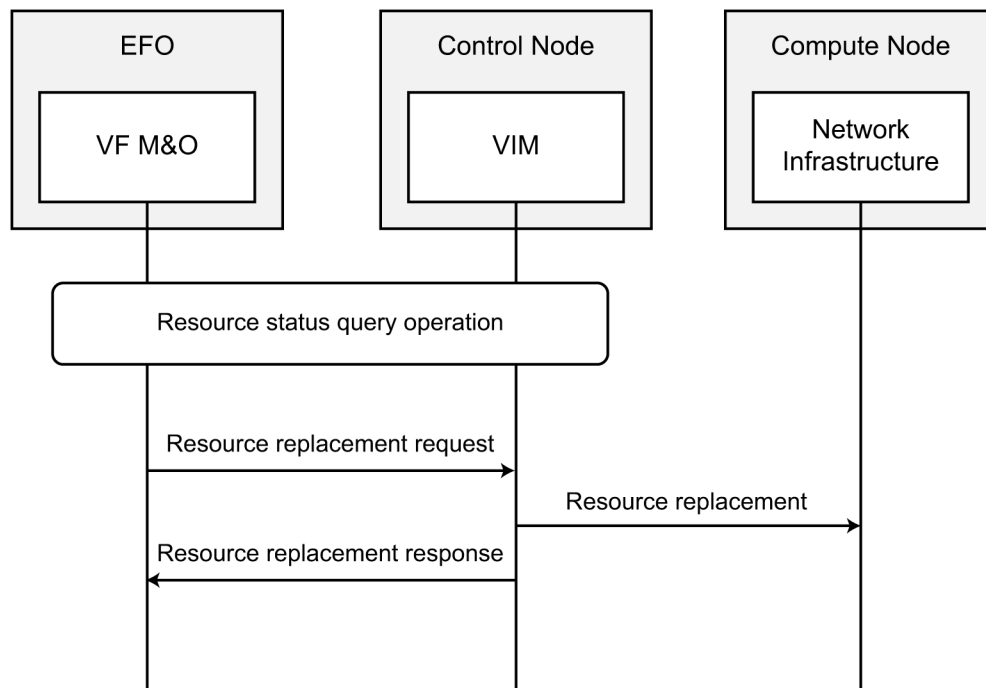 EFO
Control Node
Compute Node
VF M&O
VIM
Network
Infrastructure
Resource status query operation
Resource replacement request
Resource replacement
Resource replacement response